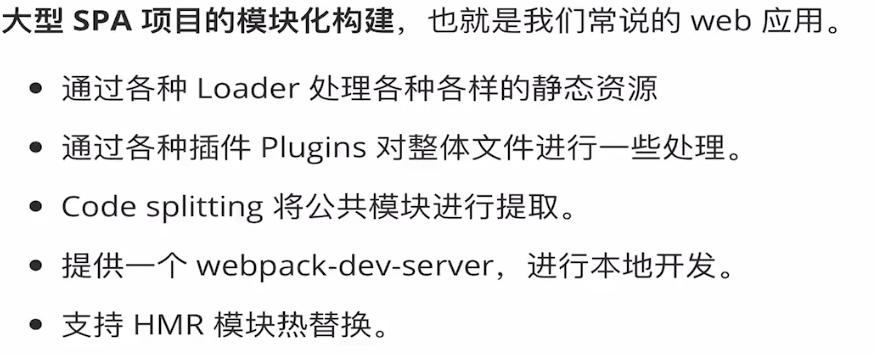 大型 SPA 项目的模块化构建，也就是我们常说的 web 应用。
• 通过各种 Loader 处理各种各样的静态资源
• 通过各种插件 Plugins 对整体文件进行一些处理。
• Code splitting 将公共模块进行提取。
• 提供一个 webpack-dev-server，进行本地开发。
• 支持 HMR 模块热替换。